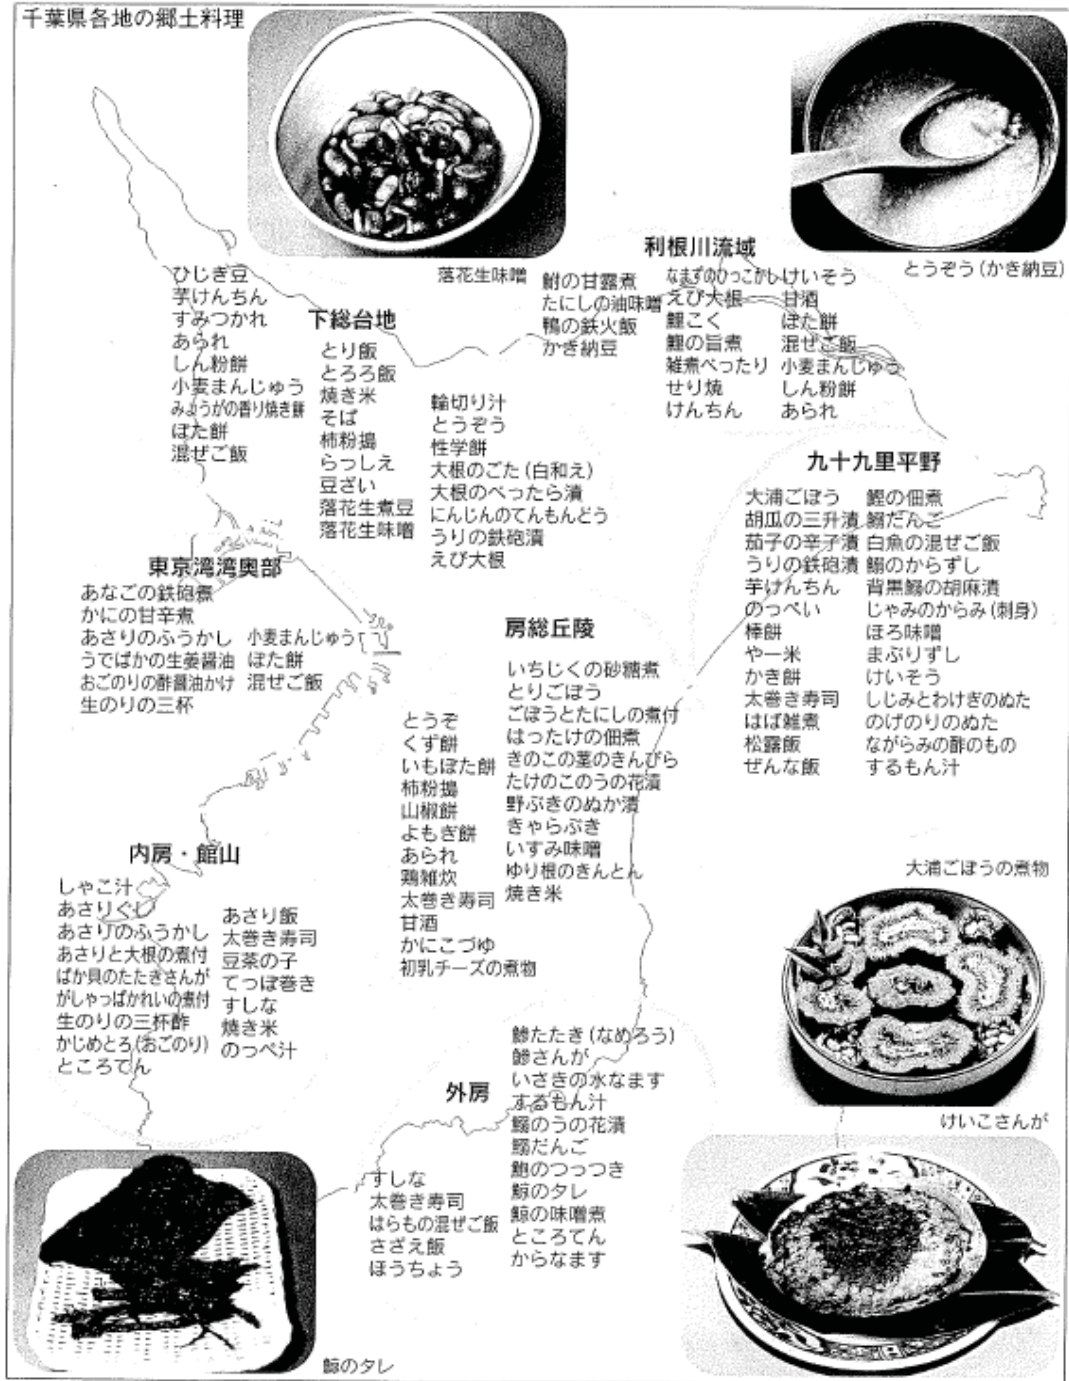 千葉県各地の郷土料理
落花生味噌
とうぞう(かき納豆)
ひじき豆
芋けんちん
すみつかれ
あられ
しん粉餅
小麦まんじゅう
みょうがの香り焼き餅
ぼた餅
混ぜご飯
下総台地
とり飯
とろろ飯
焼き米
そば
柿粉搗
らっしえ
豆ざい
落花生煮豆
落花生味噌
輪切り汁
とうぞう
性学餅
大根のごた(白和え)
大根のべったら漬
にんじんのてんもんどう
うりの鉄砲漬
えび大根
鮒の甘露煮
たにしの油味噌
鴨の鉄火飯
かき納豆
利根川流域
なまずのひっこかし
えび大根
鯉こく
鯉の旨煮
雑煮べったり
せり焼
けんちん
けいそう
甘酒
ぼた餅
混ぜご飯
小麦まんじゅう
しん粉餅
あられ
九十九里平野
大浦ごぼう
胡瓜の三升漬
茄子の辛子漬
うりの鉄砲漬
芋けんちん
のっぺい
棒餅
やー米
かき餅
太巻き寿司
はば雑煮
松露飯
ぜんな飯
鰹の佃煮
鰯だんご
白魚の混ぜご飯
鰯のからずし
背黒鰯の胡麻漬
じゃみのからみ(刺身)
ほろ味噌
まぶりずし
けいそう
しじみとわけぎのぬた
のげのりのぬた
ながらみの酢のもの
するもん汁
東京湾湾奥部
あなごの鉄砲煮
かにの甘辛煮
あさりのふうかし
うでばかの生姜醤油
おごのりの酢醤油かけ
生のりの三杯
小麦まんじゅう
ぼた餅
混ぜご飯
房総丘陵
とうぞ
くず餅
いもぼた餅
柿粉搗
山椒餅
よもぎ餅
あられ
鶏雑炊
太巻き寿司
甘酒
かにこづゆ
初乳チーズの煮物
いちじくの砂糖煮
とりごぼう
ごぼうとたにしの煮付
はったけの佃煮
きのこの茎のきんぴら
たけのこのうの花漬
野ぶきのぬか漬
きゃらぶき
いすみ味噌
ゆり根のきんとん
焼き米
内房・館山
しゃこ汁
あさりぐし
あさりのふうかし
あさりと大根の煮付
ばか貝のたたきさんが
がしゃっぱかれいの煮付
生のりの三杯酢
かじめとろ(おごのり)
ところてん
あさり飯
太巻き寿司
豆茶の子
てっぽ巻き
すしな
焼き米
のっぺ汁
外房
すしな
太巻き寿司
はらもの混ぜご飯
さざえ飯
ほうちょう
鯵たたき(なめろう)
鯵さんが
いさきの水なます
するもん汁
鰯のうの花漬
鰯だんご
鮑のつっつき
鯨のタレ
鯨の味噌煮
ところてん
からなます
大浦ごぼうの煮物
けいこさんが
鯨のタレ